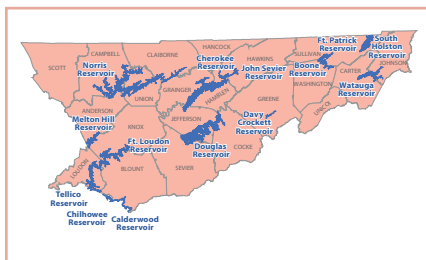 HANCOCK
SULLIVAN
Ft. Patrick
Reservoir
South
Holston
Reservoir
JOHNSON
CAMPBELL
CLAIBORNE
Cherokee
Reservoir
HAWKINS
John Sevier
Reservoir
Boone
Reservoir
CARTER
SCOTT
Norris
Reservoir
UNION
GRAINGER
HAMBLEN
WASHINGTON
Watauga
Reservoir
GREENE
UNICOI
ANDERSON
Melton Hill
Reservoir
JEFFERSON
KNOX
Davy
Crockett
Reservoir
Ft. Loudon
Reservoir
Douglas
Reservoir
COCKE
LOUDON
BLOUNT
SEVIER
Tellico
Reservoir
Chilhowee
Reservoir
Calderwood
Reservoir